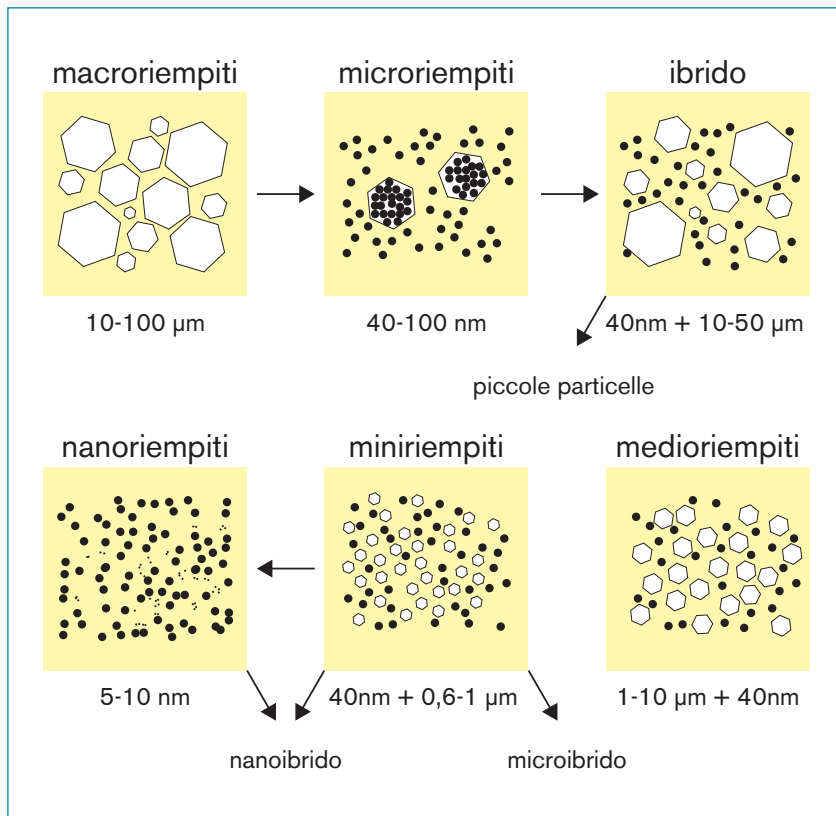 macroriempiti
microriempiti
ibrido
10-100 μm
40-100 nm
40nm + 10-50 μm
piccole particelle
nanoriempiti
miniriempiti
medioriempiti
5-10 nm
40nm + 0,6-1 μm
1-10 μm + 40nm
nanoibrido
microibrido